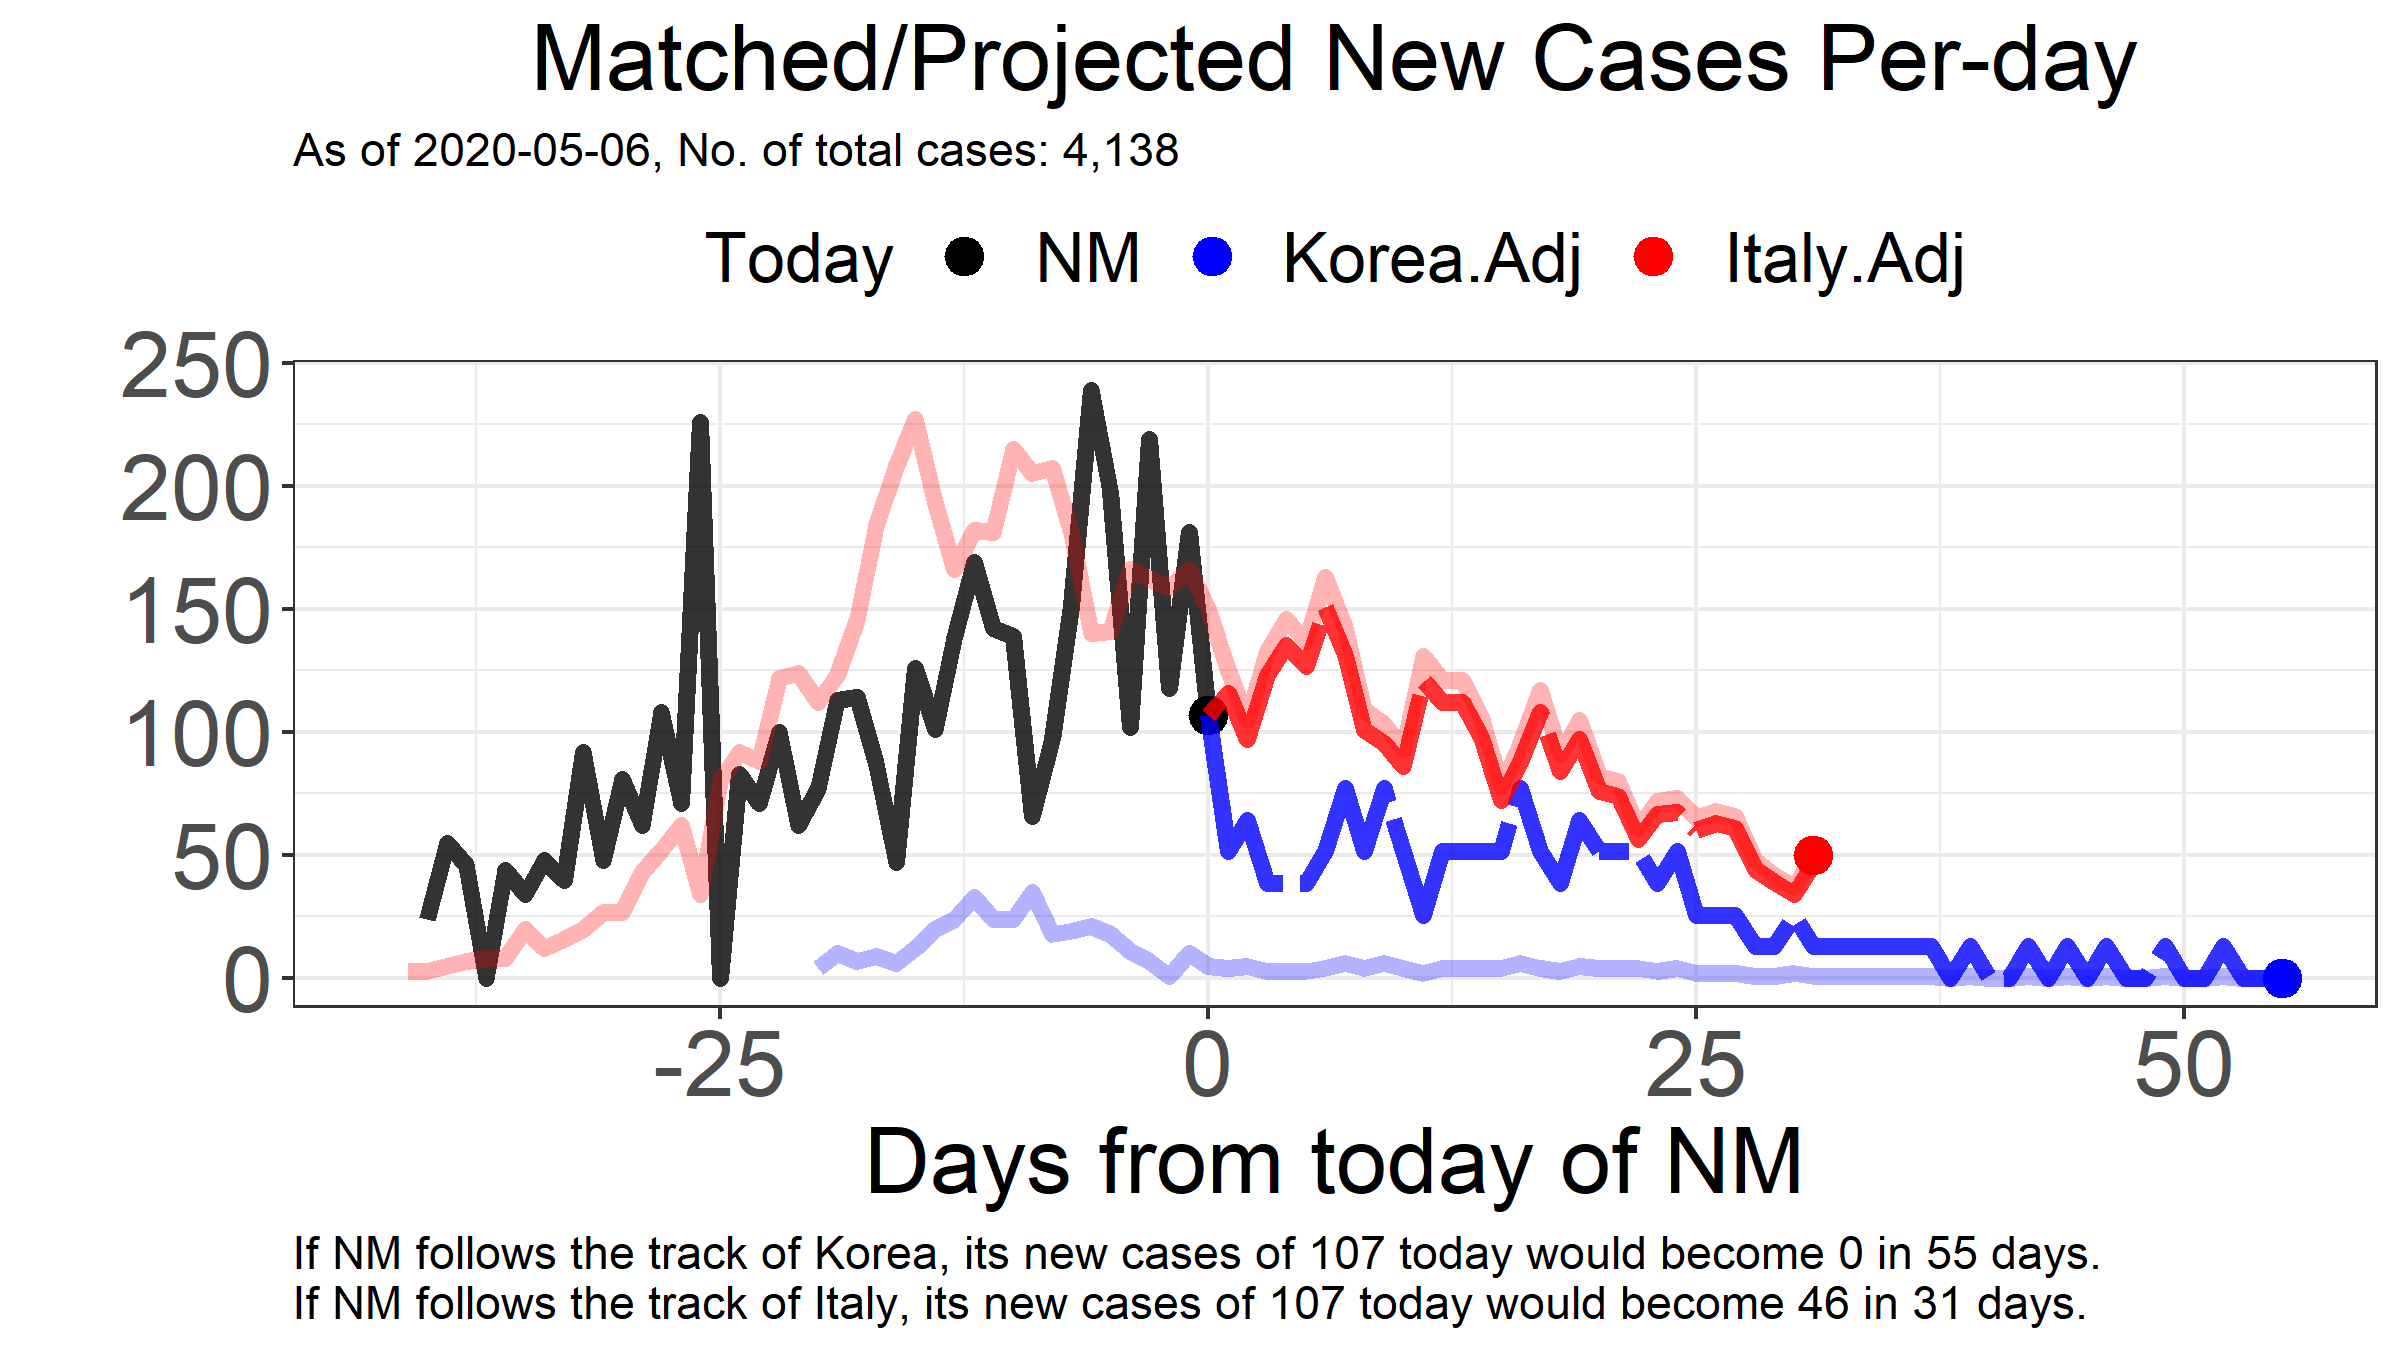 Matched/Projected New Cases Per-day
As of 2020-05-06, No. of total cases: 4,138
Today NM Korea.Adj Italy.Adj
250
200
150
100
50
0
-25 0 25 50
Days from today of NM
If NM follows the track of Korea, its new cases of 107 today would become 0 in 55 days.
If NM follows the track of Italy, its new cases of 107 today would become 46 in 31 days.